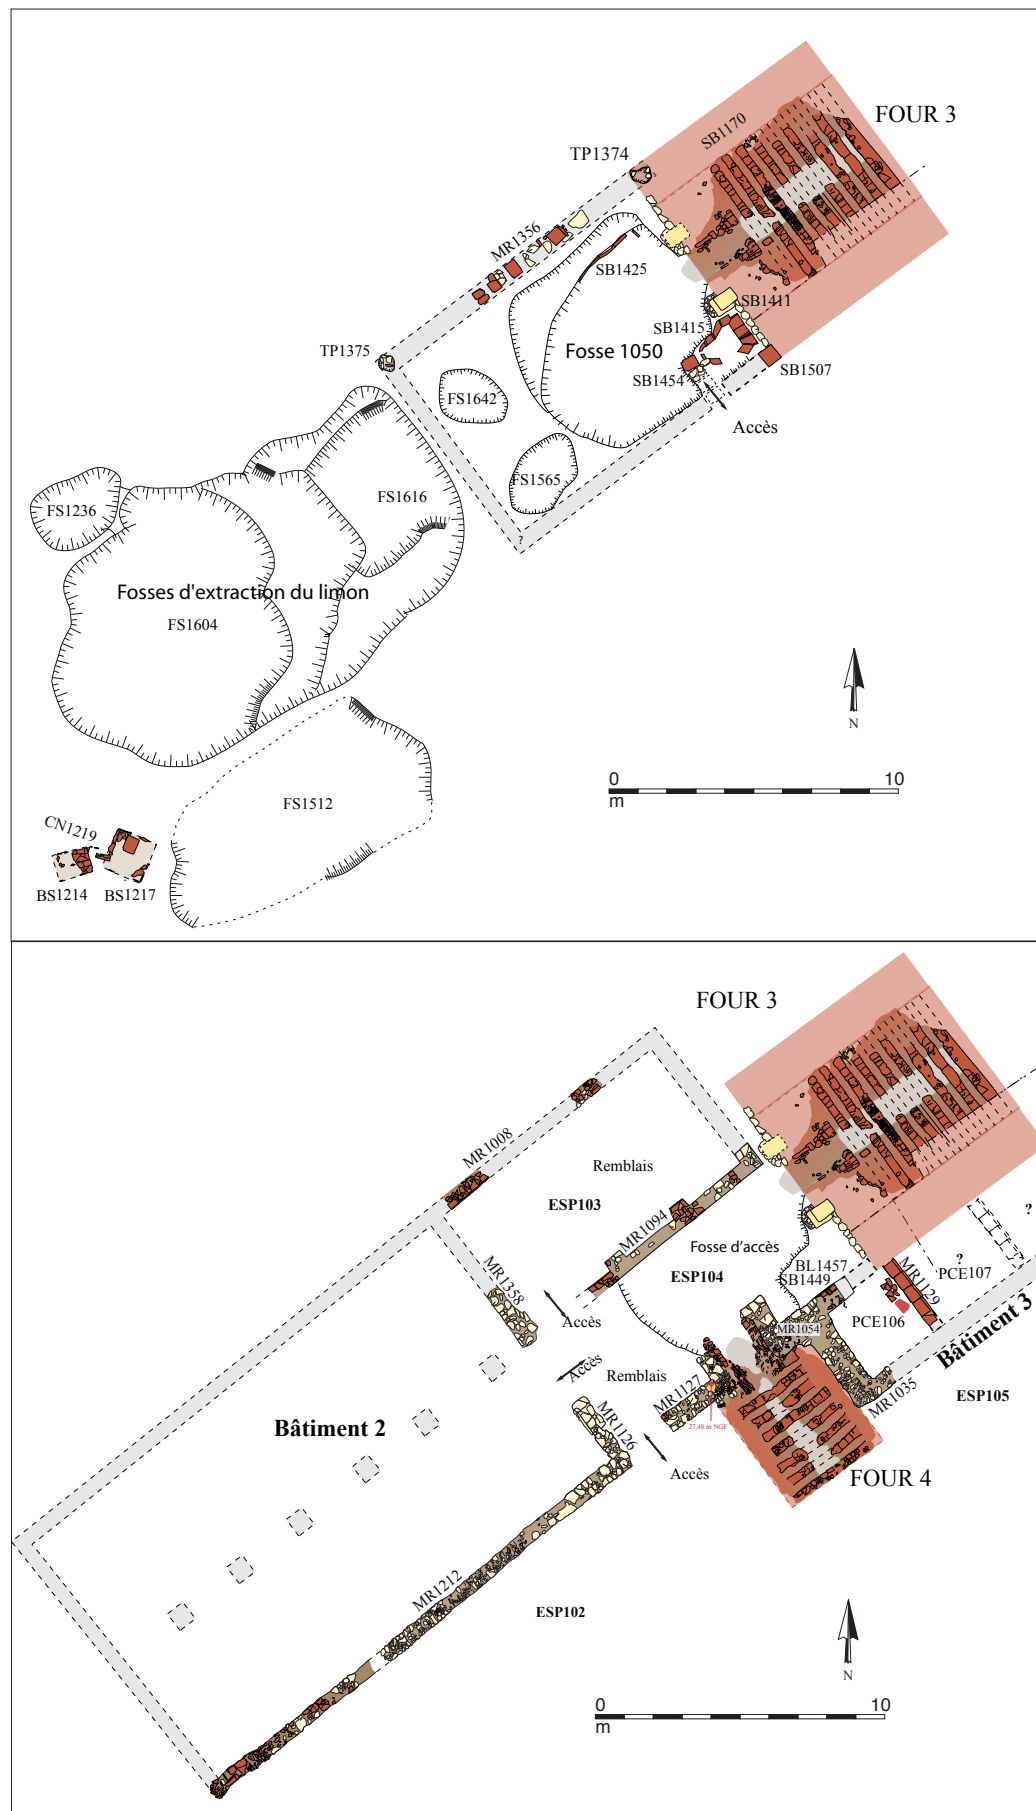 FOUR 3
SB1170
TP1374
MR1356
SB1425
SB1411
SB1415
Fosse 1050
TP1375
SB1507
SB1454
FS1642
Accès
FS1565
FS1616
FS1236
?
Fosses d'extraction du limon
FS1604
N
0 10
m
FS1512
CN1219
BS1214 BS1217
FOUR 3
MR1008
Remblais
ESP103
MR1094
?
Fosse d'accès
?
ESP104
BL1457
PCE107
SB1449
MR1129
MR1358
Accès
PCE106
MR1054
Bâtiment 3
Accès
Remblais
MR1127
MR1035
ESP105
MR1126
Bâtiment 2
27,48 m NGF
Accès
FOUR 4
MR1212
ESP102
N
0 10
m